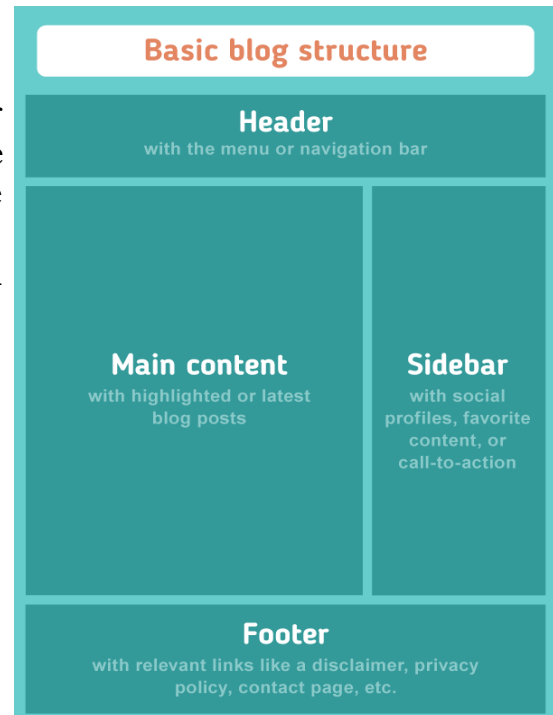 Basic blog structure
Header
with the menu or navigation bar
Main content
with highlighted or latest
blog posts
Sidebar
with social
profiles, favorite
content, or
call-to-action
Footer
with relevant links like a disclaimer, privacy
policy, contact page, etc.